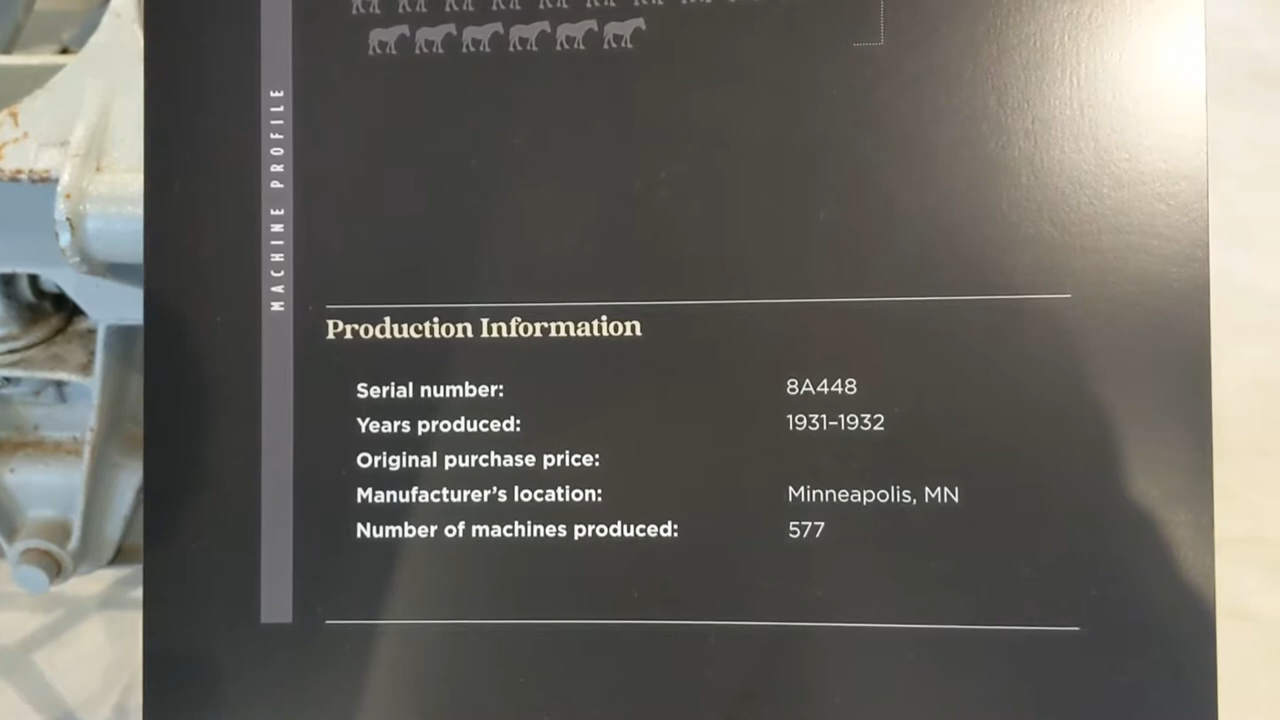 MACHINE PROFILE
Production Information
Serial number: 8A448
Years produced: 1931–1932
Original purchase price:
Manufacturer's location: Minneapolis, MN
Number of machines produced: 577